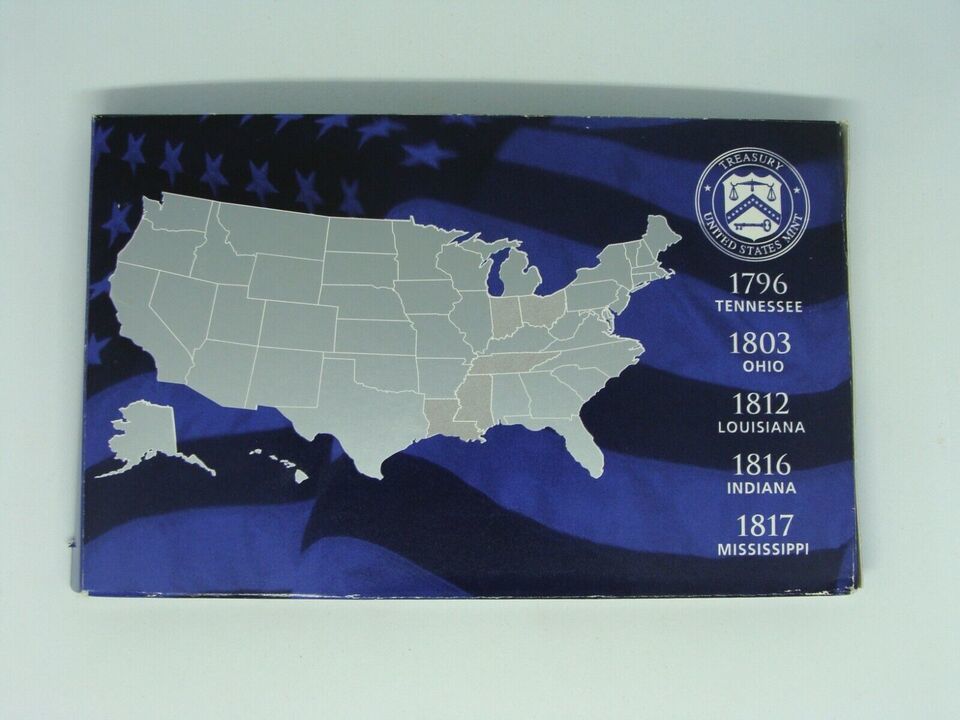 TREASURY
UNITED STATES MINT
1796
TENNESSEE
1803
OHIO
1812
LOUISIANA
1816
INDIANA
1817
MISSISSIPPI